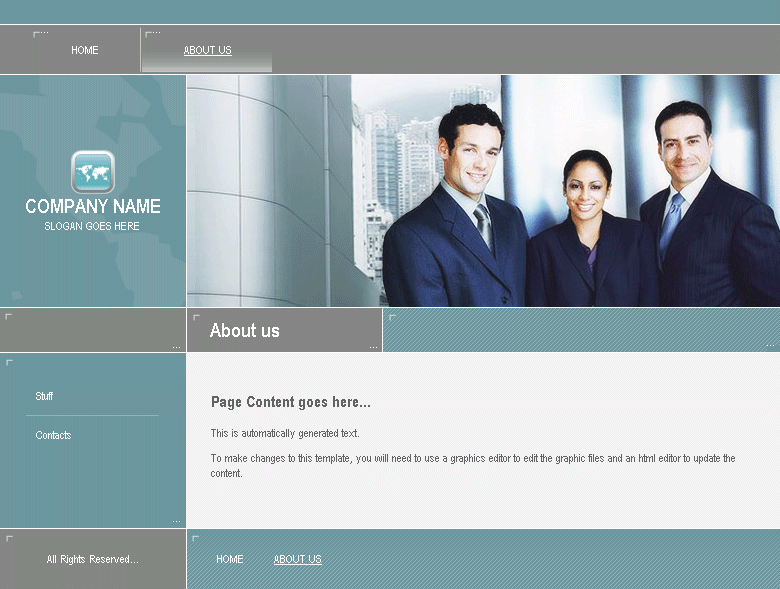 HOME
ABOUT US
COMPANY NAME
SLOGAN GOES HERE
About us
Stuff
Contacts
Page Content goes here...
This is automatically generated text.
To make changes to this template, you will need to use a graphics editor to edit the graphic files and an html editor to update the
content.
All Rights Reserved...
HOME
ABOUT US